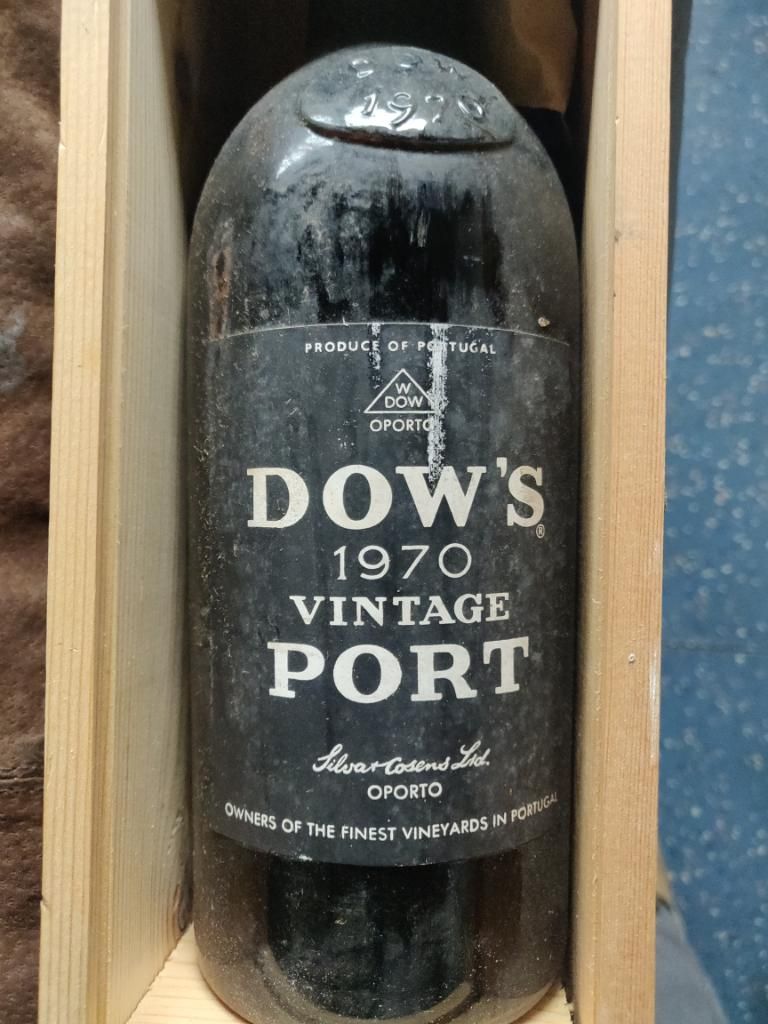 DOW
1970
PRODUCE OF PORTUGAL
W
DOW
OPORTO
DOW'S®
1970
VINTAGE
PORT
Silva & Cosens Ltd.
OPORTO
OWNERS OF THE FINEST VINEYARDS IN PORTUGAL